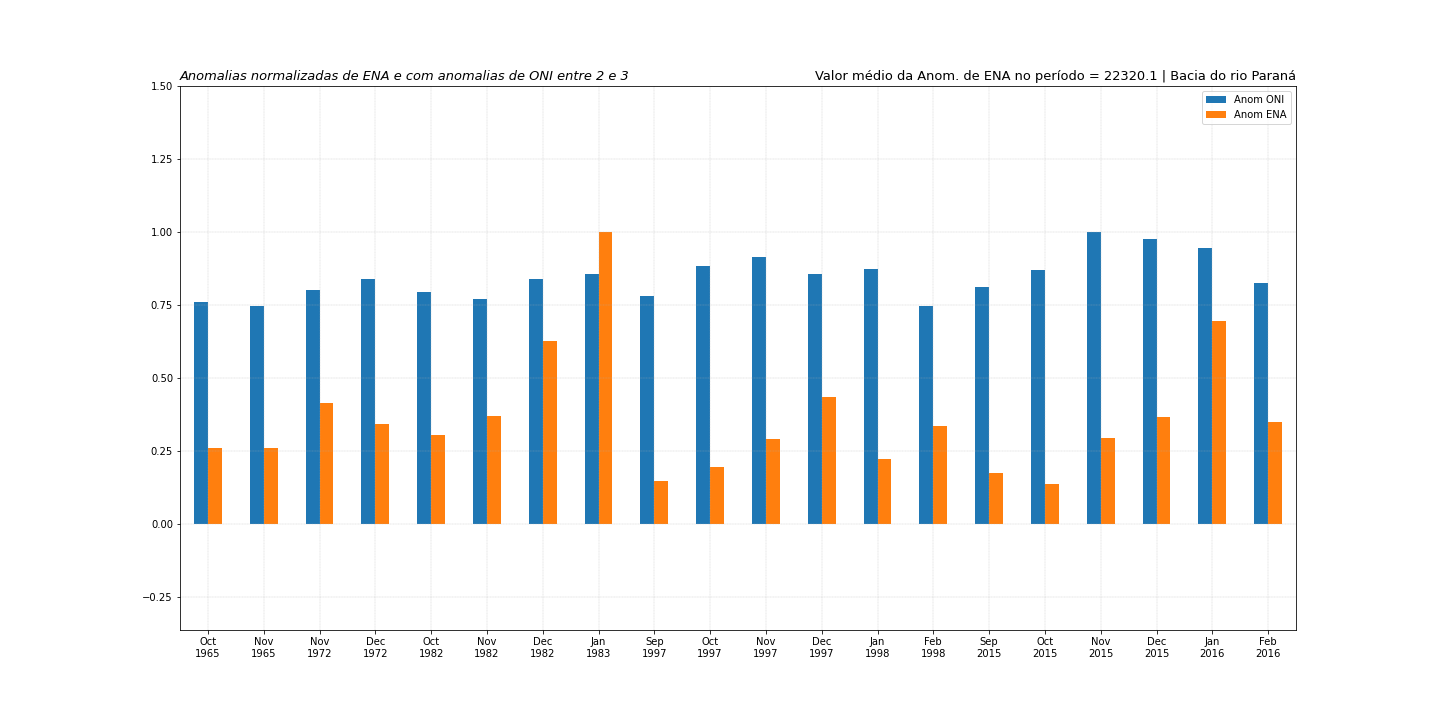 Anomalias normalizadas de ENA e com anomalias de ONI entre 2 e 3
Valor médio da Anom. de ENA no período = 22320.1 | Bacia do rio Paraná
Anom ONI
Anom ENA
1.50
1.25
1.00
0.75
0.50
0.25
0.00
−0.25
Oct Nov Nov Dec Oct Nov Dec Jan Sep Oct Nov Dec Jan Feb Sep Oct Nov Dec Jan Feb
1965 1965 1972 1972 1982 1982 1982 1983 1997 1997 1997 1997 1998 1998 2015 2015 2015 2015 2016 2016